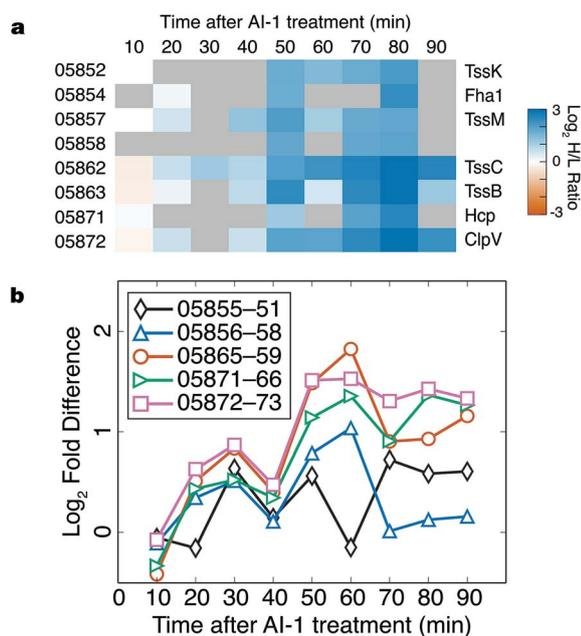 a
Time after AI-1 treatment (min)
10 20 30 40 50 60 70 80 90
05852 TssK
05854 Fha1
05857 TssM
05858
05862 TssC
05863 TssB
05871 Hcp
05872 ClpV
3
0
-3
Log2 H/L Ratio
b
05855–51
05856–58
05865–59
05871–66
05872–73
2
1
0
Log2 Fold Difference
0 10 20 30 40 50 60 70 80 90
Time after AI-1 treatment (min)